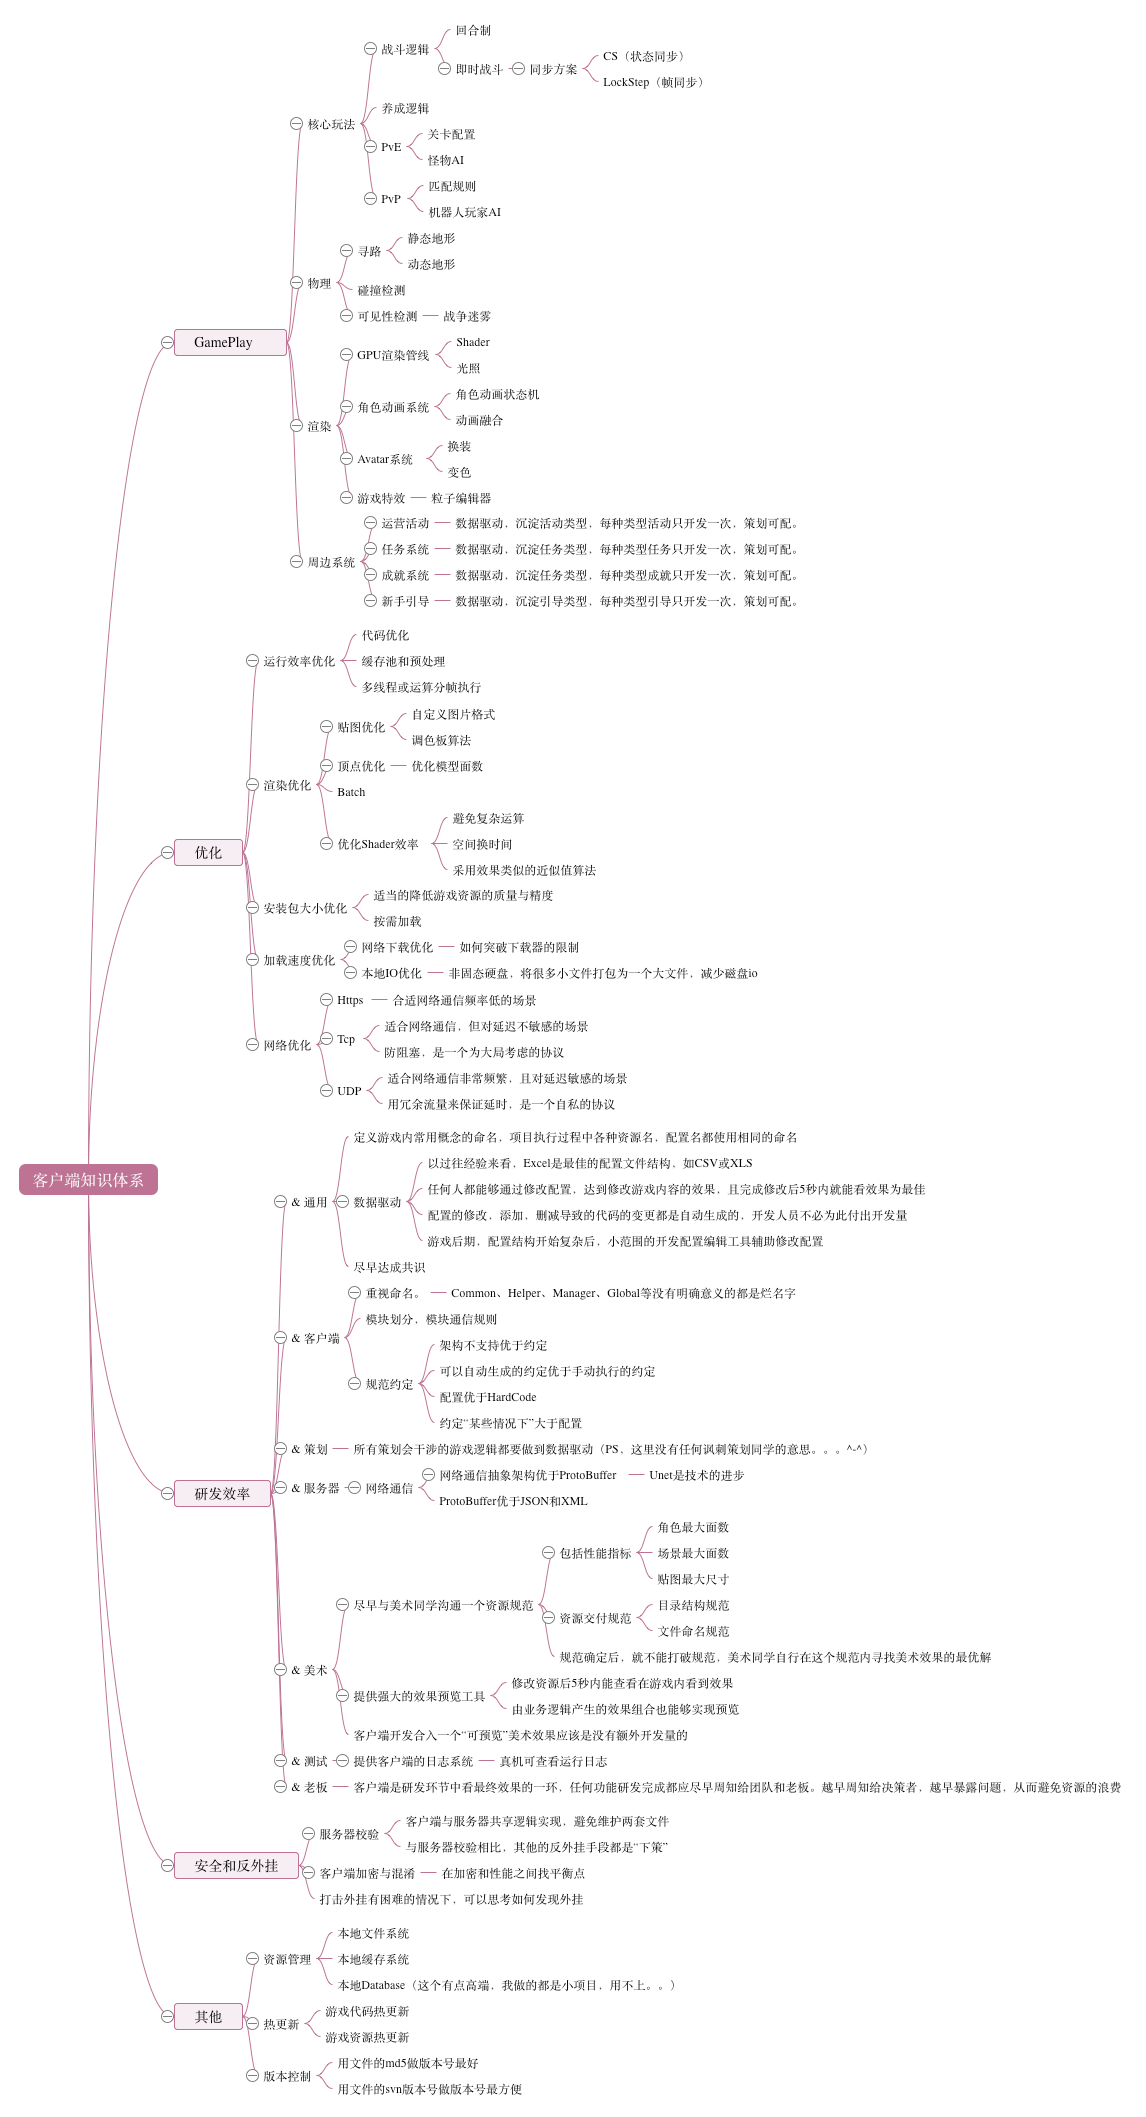 客户端知识体系
GamePlay
核心玩法
战斗逻辑
回合制
即时战斗
同步方案
CS（状态同步）
LockStep（帧同步）
养成逻辑
PvE
关卡配置
怪物AI
PvP
匹配规则
机器人玩家AI
物理
寻路
静态地形
动态地形
碰撞检测
可见性检测
战争迷雾
渲染
GPU渲染管线
Shader
光照
角色动画系统
角色动画状态机
动画融合
Avatar系统
换装
变色
游戏特效
粒子编辑器
周边系统
运营活动
数据驱动，沉淀活动类型，每种类型活动只开发一次，策划可配。
任务系统
数据驱动，沉淀任务类型，每种类型任务只开发一次，策划可配。
成就系统
数据驱动，沉淀任务类型，每种类型成就只开发一次，策划可配。
新手引导
数据驱动，沉淀引导类型，每种类型引导只开发一次，策划可配。
优化
运行效率优化
代码优化
缓存池和预处理
多线程或运算分帧执行
渲染优化
贴图优化
自定义图片格式
调色板算法
顶点优化
优化模型面数
Batch
优化Shader效率
避免复杂运算
空间换时间
采用效果类似的近似值算法
安装包大小优化
适当的降低游戏资源的质量与精度
按需加载
加载速度优化
网络下载优化
如何突破下载器的限制
本地IO优化
非固态硬盘，将很多小文件打包为一个大文件，减少磁盘io
网络优化
Https
合适网络通信频率低的场景
Tcp
适合网络通信，但对延迟不敏感的场景
防阻塞，是一个为大局考虑的协议
UDP
适合网络通信非常频繁，且对延迟敏感的场景
用冗余流量来保证延时，是一个自私的协议
研发效率
& 通用
定义游戏内常用概念的命名，项目执行过程中各种资源名，配置名都使用相同的命名
数据驱动
以过往经验来看，Excel是最佳的配置文件结构，如CSV或XLS
任何人都能够通过修改配置，达到修改游戏内容的效果，且完成修改后5秒内就能看效果为最佳
配置的修改，添加，删减导致的代码的变更都是自动生成的，开发人员不必为此付出开发量
游戏后期，配置结构开始复杂后，小范围的开发配置编辑工具辅助修改配置
尽早达成共识
& 客户端
重视命名。
Common、Helper、Manager、Global等没有明确意义的都是烂名字
模块划分，模块通信规则
规范约定
架构不支持优于约定
可以自动生成的约定优于手动执行的约定
配置优于HardCode
约定“某些情况下”大于配置
& 策划
所有策划会干涉的游戏逻辑都要做到数据驱动（PS，这里没有任何讽刺策划同学的意思。。。^-^）
& 服务器
网络通信
网络通信抽象架构优于ProtoBuffer
Unet是技术的进步
ProtoBuffer优于JSON和XML
& 美术
尽早与美术同学沟通一个资源规范
包括性能指标
角色最大面数
场景最大面数
贴图最大尺寸
资源交付规范
目录结构规范
文件命名规范
规范确定后，就不能打破规范，美术同学自行在这个规范内寻找美术效果的最优解
提供强大的效果预览工具
修改资源后5秒内能查看在游戏内看到效果
由业务逻辑产生的效果组合也能够实现预览
客户端开发合入一个“可预览”美术效果应该是没有额外开发量的
& 测试
提供客户端的日志系统
真机可查看运行日志
& 老板
客户端是研发环节中看最终效果的一环，任何功能研发完成都应尽早周知给团队和老板。越早周知给决策者，越早暴露问题，从而避免资源的浪费
安全和反外挂
服务器校验
客户端与服务器共享逻辑实现，避免维护两套文件
与服务器校验相比，其他的反外挂手段都是“下策”
客户端加密与混淆
在加密和性能之间找平衡点
打击外挂有困难的情况下，可以思考如何发现外挂
其他
资源管理
本地文件系统
本地缓存系统
本地Database（这个有点高端，我做的都是小项目，用不上。。）
热更新
游戏代码热更新
游戏资源热更新
版本控制
用文件的md5做版本号最好
用文件的svn版本号做版本号最方便